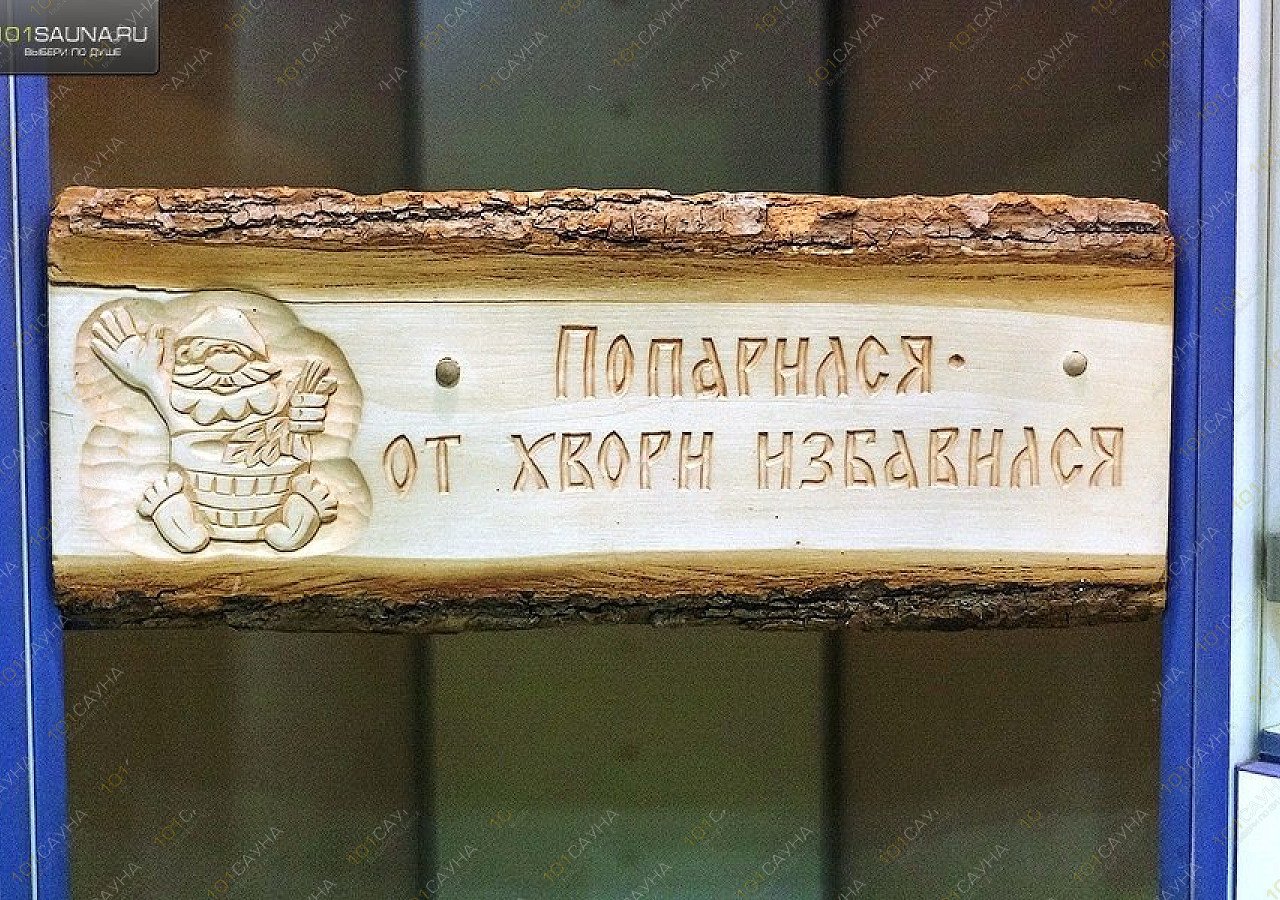 101SAUNA.RU
ВЫБЕРИ ПО ДУШЕ
Попарился·
от хвори избавился